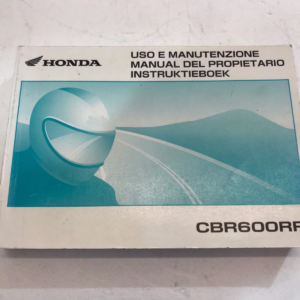 HONDA
USO E MANUTENZIONE
MANUAL DEL PROPIETARIO
INSTRUKTIEBOEK
CBR600RR